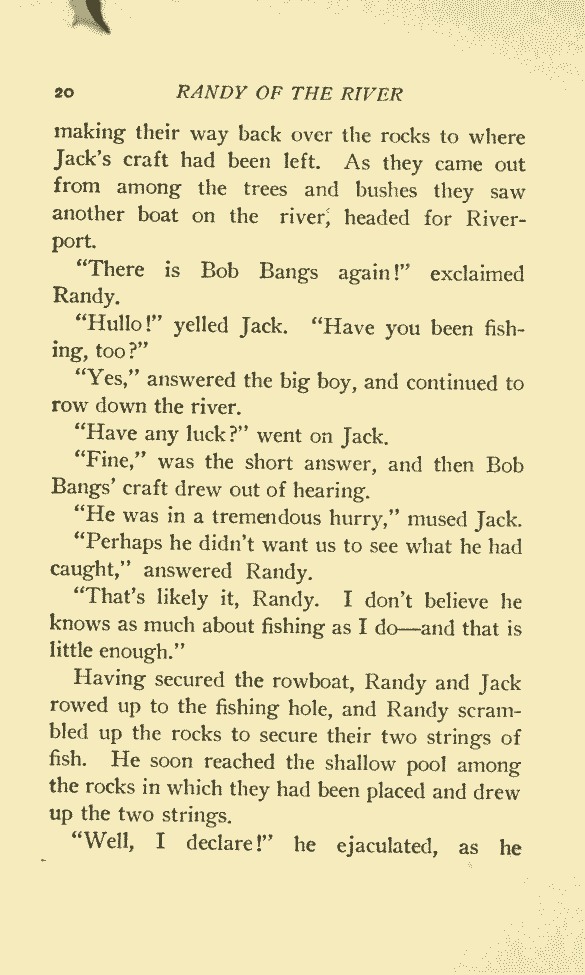 20 RANDY OF THE RIVER
making their way back over the rocks to where
Jack's craft had been left. As they came out
from among the trees and bushes they saw
another boat on the river, headed for River-
port.
“There is Bob Bangs again!” exclaimed
Randy.
“Hullo!” yelled Jack. “Have you been fish-
ing, too?”
“Yes,” answered the big boy, and continued to
row down the river.
“Have any luck?” went on Jack.
“Fine,” was the short answer, and then Bob
Bangs' craft drew out of hearing.
“He was in a tremendous hurry,” mused Jack.
“Perhaps he didn't want us to see what he had
caught,” answered Randy.
“That's likely it, Randy. I don't believe he
knows as much about fishing as I do—and that is
little enough.”
Having secured the rowboat, Randy and Jack
rowed up to the fishing hole, and Randy scram-
bled up the rocks to secure their two strings of
fish. He soon reached the shallow pool among
the rocks in which they had been placed and drew
up the two strings.
“Well, I declare!” he ejaculated, as he